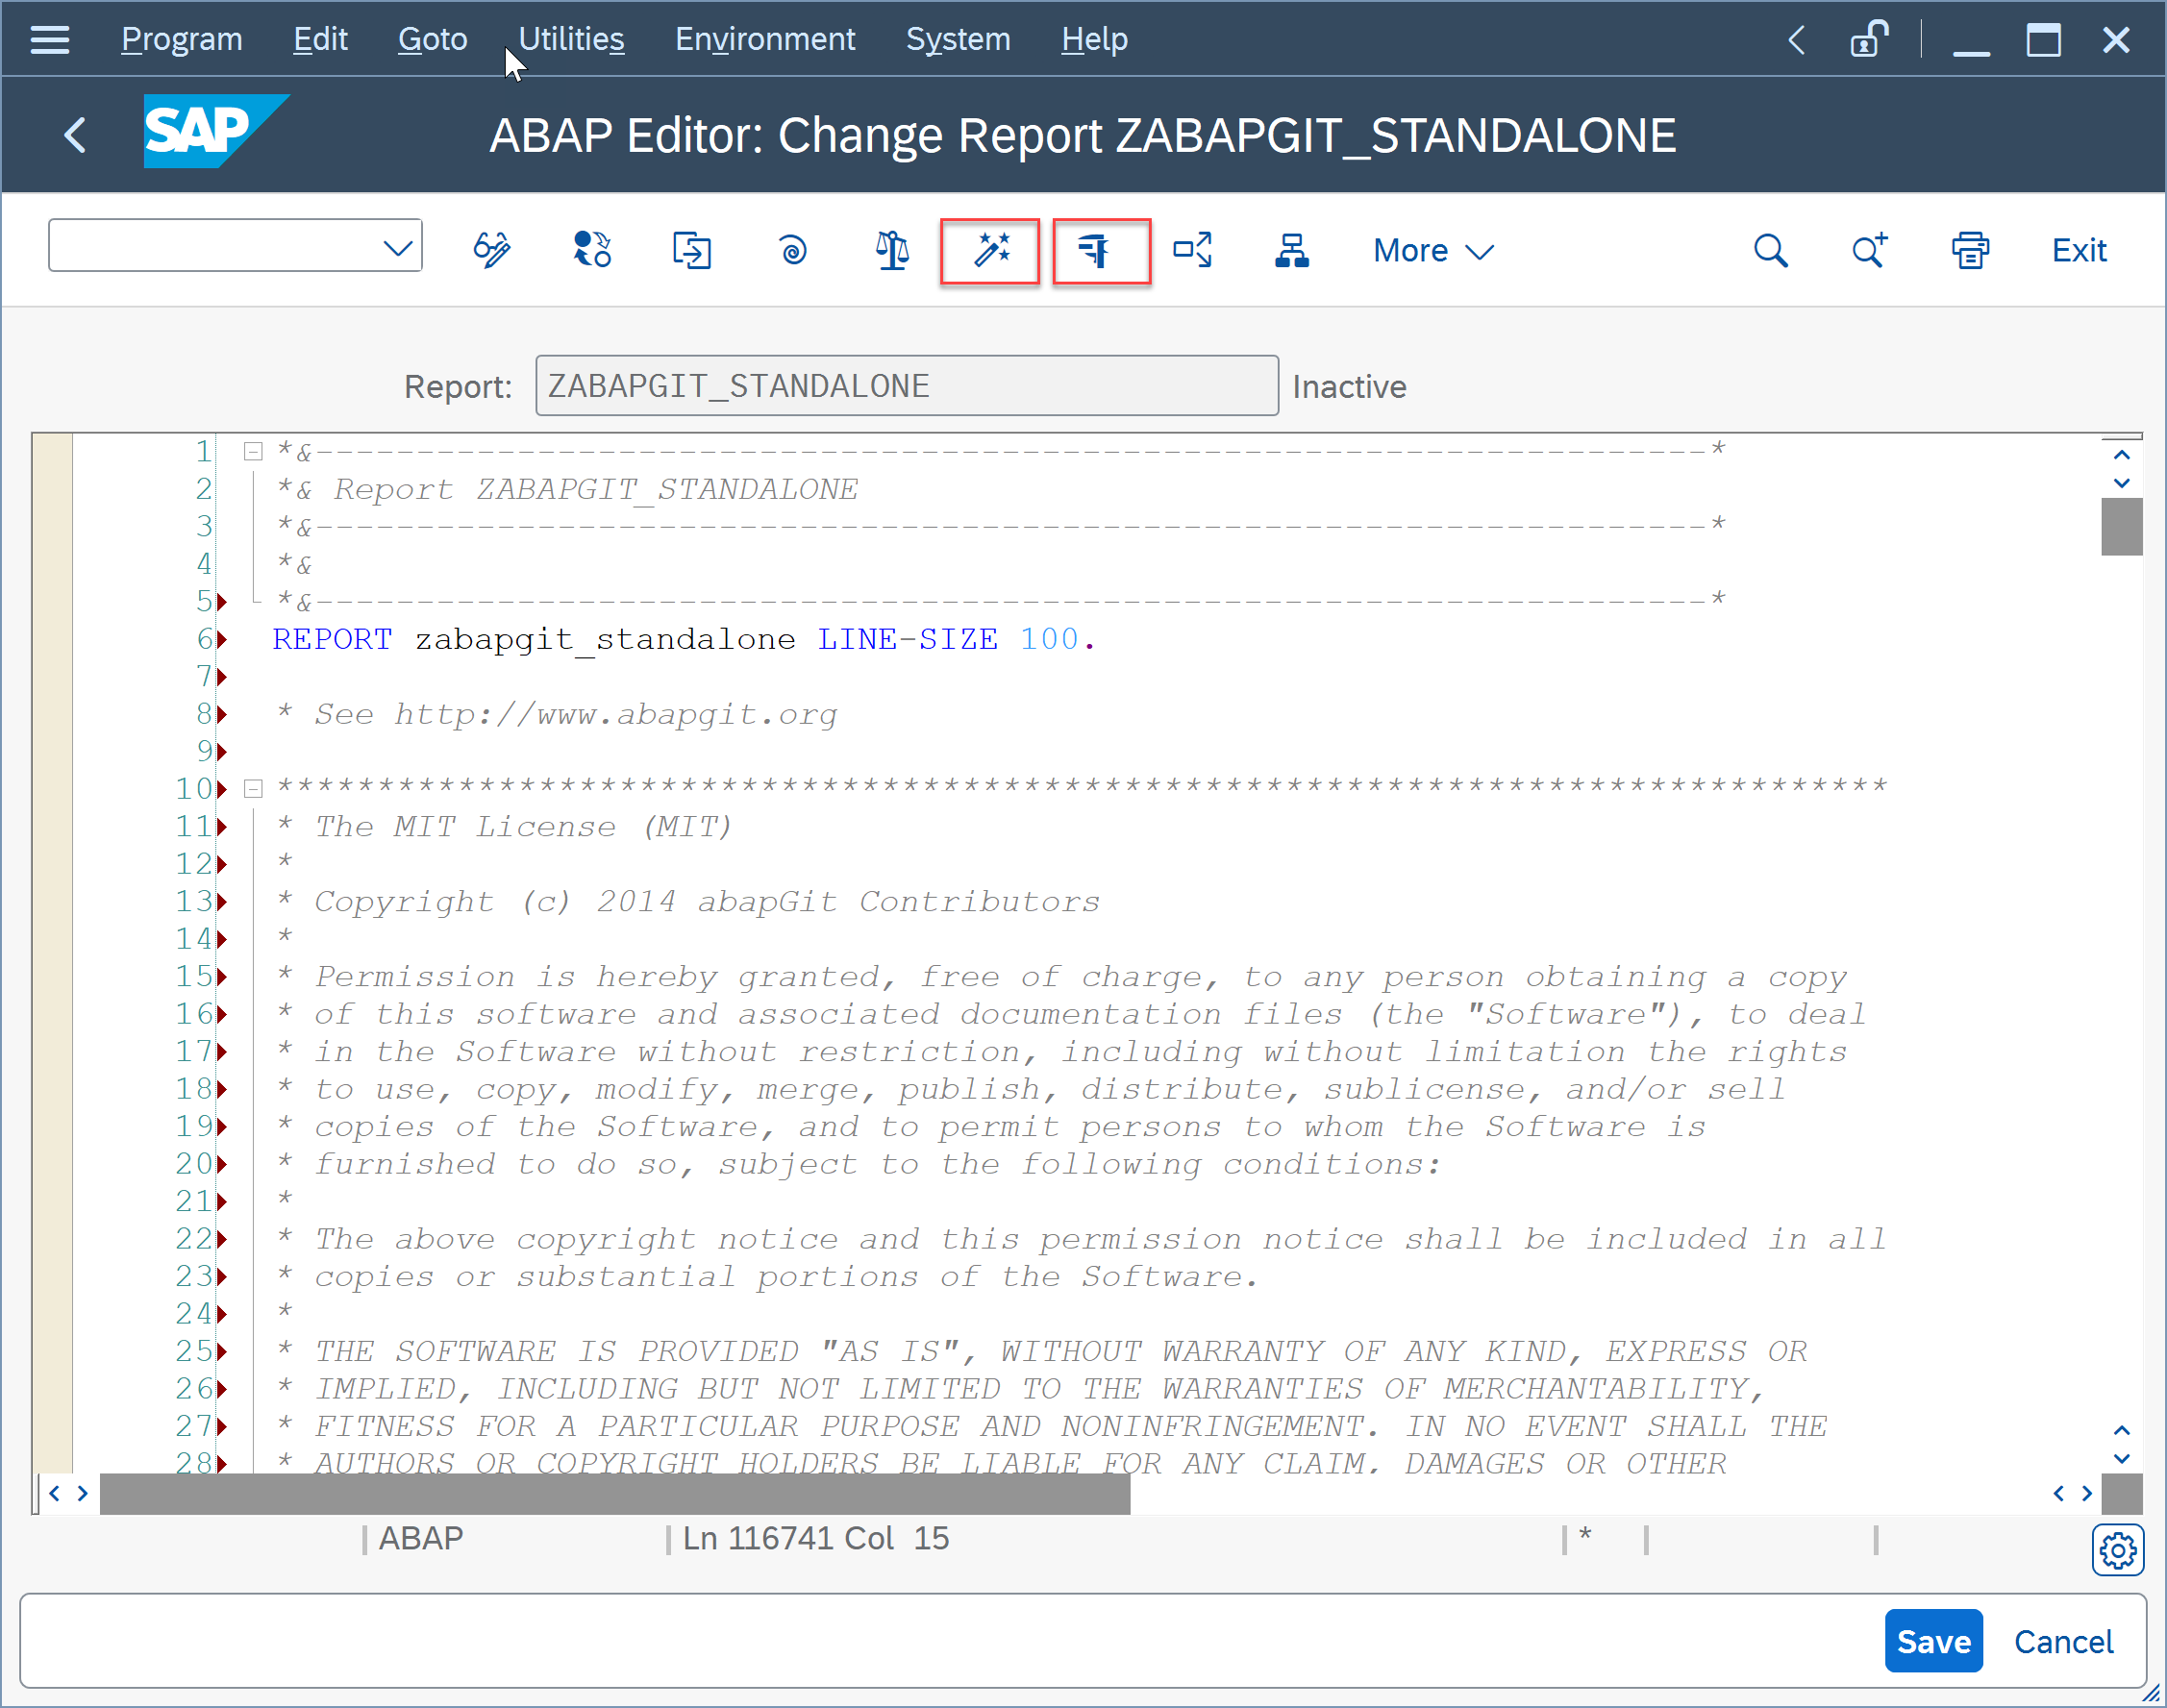 Program Edit Goto Utilities Environment System Help
SAP ABAP Editor: Change Report ZABAPGIT_STANDALONE
More Exit
Report: ZABAPGIT_STANDALONE Inactive
1 *&---------------------------------------------------------------------*
2 *& Report ZABAPGIT_STANDALONE
3 *&---------------------------------------------------------------------*
4 *&
5 *&---------------------------------------------------------------------*
6 REPORT zabapgit_standalone LINE-SIZE 100.
7
8 * See http://www.abapgit.org
9
10 ********************************************************************************
11 * The MIT License (MIT)
12 *
13 * Copyright (c) 2014 abapGit Contributors
14 *
15 * Permission is hereby granted, free of charge, to any person obtaining a copy
16 * of this software and associated documentation files (the "Software"), to deal
17 * in the Software without restriction, including without limitation the rights
18 * to use, copy, modify, merge, publish, distribute, sublicense, and/or sell
19 * copies of the Software, and to permit persons to whom the Software is
20 * furnished to do so, subject to the following conditions:
21 *
22 * The above copyright notice and this permission notice shall be included in all
23 * copies or substantial portions of the Software.
24 *
25 * THE SOFTWARE IS PROVIDED "AS IS", WITHOUT WARRANTY OF ANY KIND, EXPRESS OR
26 * IMPLIED, INCLUDING BUT NOT LIMITED TO THE WARRANTIES OF MERCHANTABILITY,
27 * FITNESS FOR A PARTICULAR PURPOSE AND NONINFRINGEMENT. IN NO EVENT SHALL THE
28 * AUTHORS OR COPYRIGHT HOLDERS BE LIABLE FOR ANY CLAIM, DAMAGES OR OTHER
ABAP Ln 116741 Col 15 *
Save Cancel